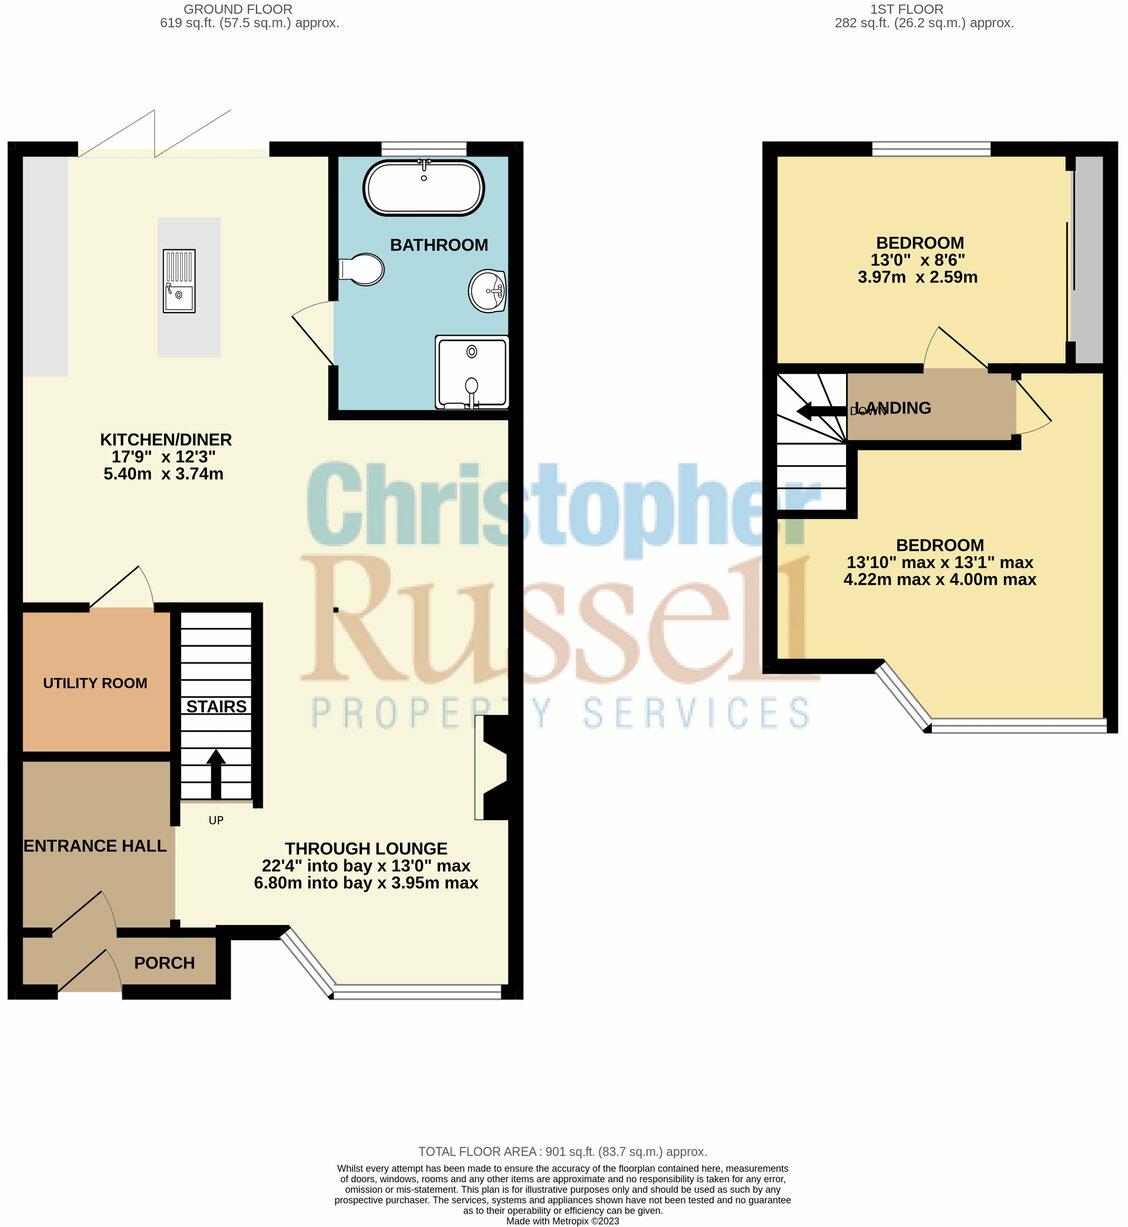 GROUND FLOOR
619 sq.ft. (57.5 sq.m.) approx.
1ST FLOOR
282 sq.ft. (26.2 sq.m.) approx.
BATHROOM
KITCHEN/DINER
17'9" x 12'3"
5.40m x 3.74m
UTILITY ROOM
STAIRS
UP
ENTRANCE HALL
THROUGH LOUNGE
22'4" into bay x 13'0" max
6.80m into bay x 3.95m max
PORCH
BEDROOM
13'0" x 8'6"
3.97m x 2.59m
DOWN
LANDING
BEDROOM
13'10" max x 13'1" max
4.22m max x 4.00m max
Christopher
Russell
PROPERTY SERVICES
TOTAL FLOOR AREA : 901 sq.ft. (83.7 sq.m.) approx.
Whilst every attempt has been made to ensure the accuracy of the floorplan contained here, measurements
of doors, windows, rooms and any other items are approximate and no responsibility is taken for any error,
omission or mis-statement. This plan is for illustrative purposes only and should be used as such by any
prospective purchaser. The services, systems and appliances shown have not been tested and no guarantee
as to their operability or efficiency can be given.
Made with Metropix ©2023